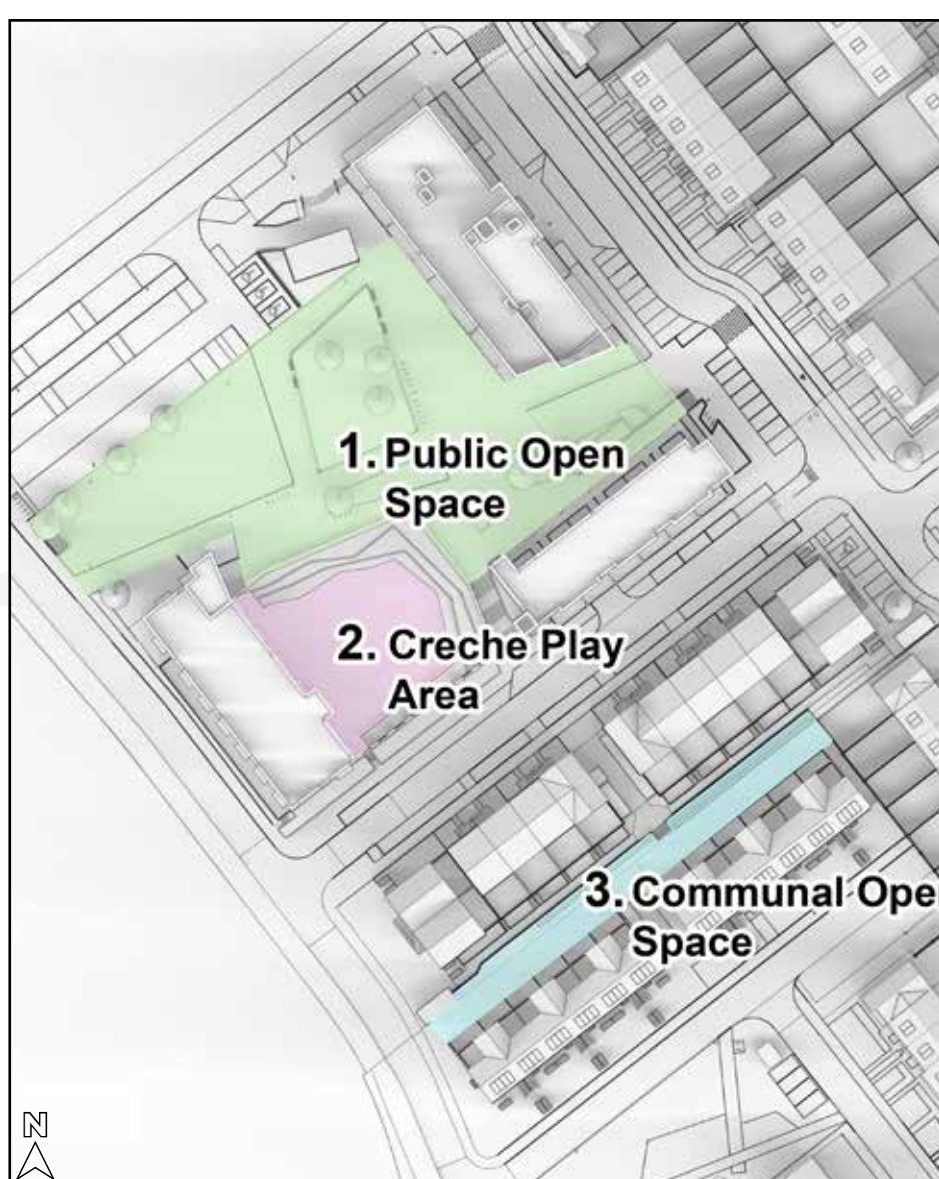 1. Public Open
Space
2. Creche Play
Area
3. Communal Ope
Space
N